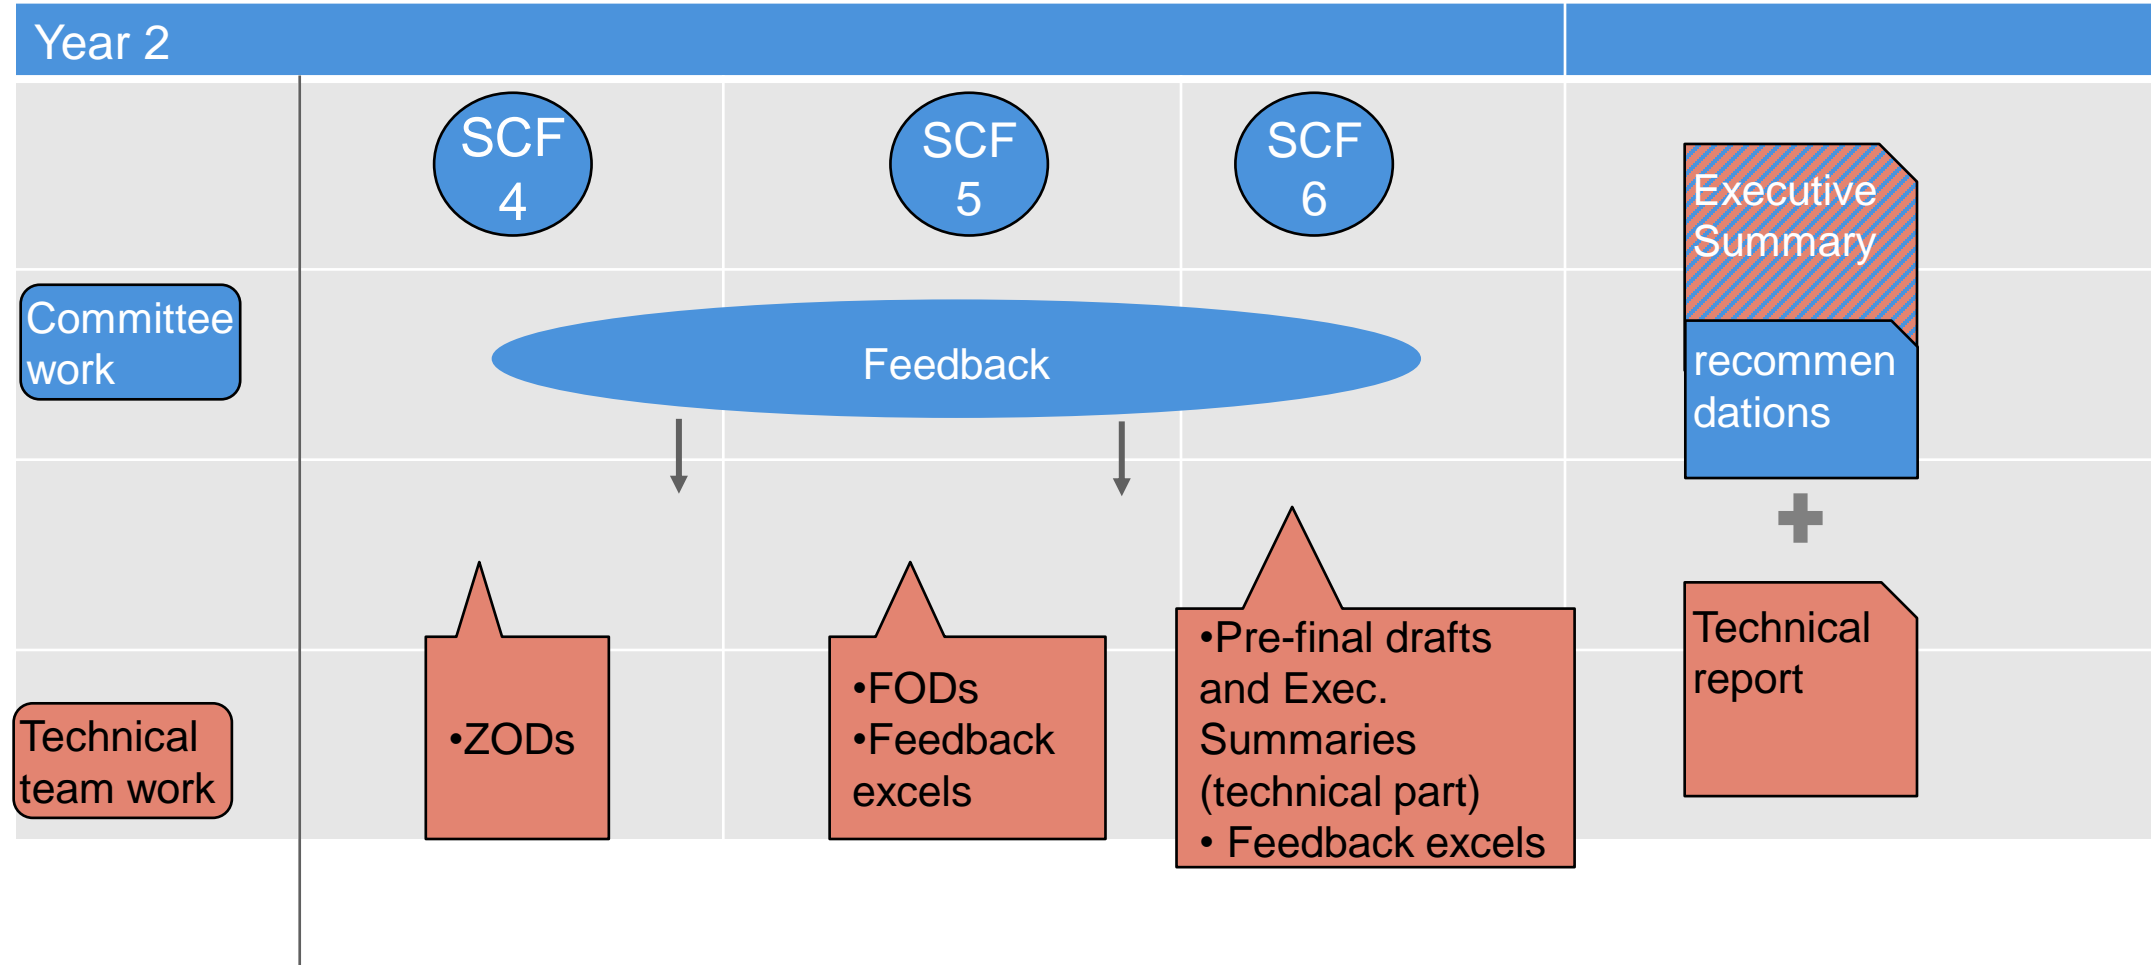 Year 2
SCF
4
SCF
5
SCF
6
Executive
Summary
Committee
work
Feedback
recommen
dations
Technical
team work
•ZODs
•FODs
•Feedback
excels
•Pre-final drafts
and Exec.
Summaries
(technical part)
• Feedback excels
Technical
report